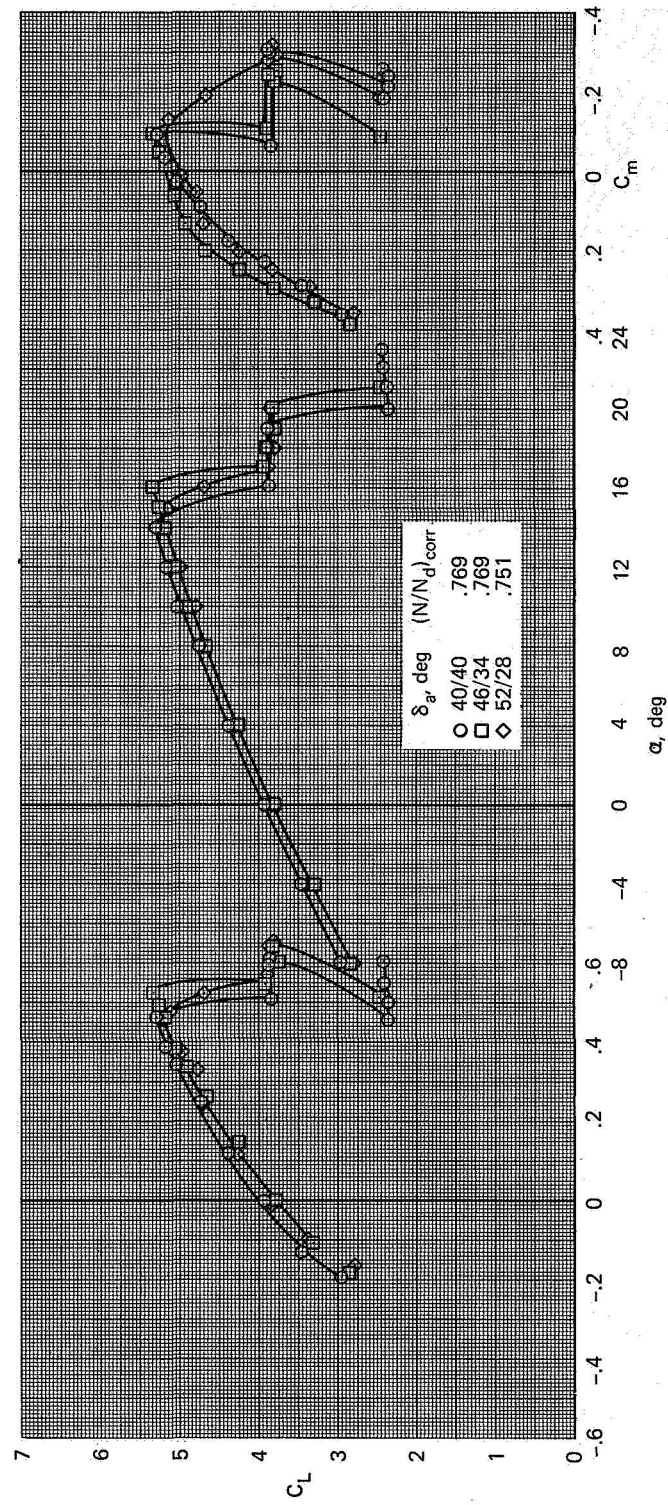 7
6
5
4
3
2
1
0
C_L
-.6 -.4 -.2 0 .2 .4 .6
-8 -4 0 4 8 12 16 20 24
α, deg
.4 .2 0 -.2 -.4
C_m
δ_a, deg (N/N_d)_corr
○ 40/40 .769
□ 46/34 .769
◇ 52/28 .751